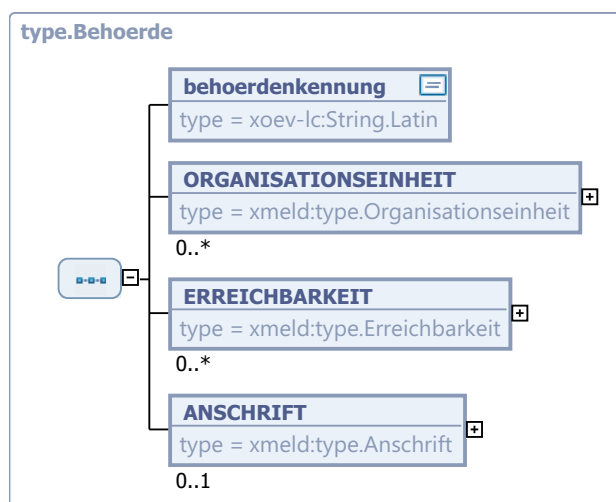 type.Behoerde
behoerdenkennung
type = xoev-lc:String.Latin
ORGANISATIONSEINHEIT
type = xmeld:type.Organisationseinheit
0..*
ERREICHBARKEIT
type = xmeld:type.Erreichbarkeit
0..*
ANSCHRIFT
type = xmeld:type.Anschrift
0..1